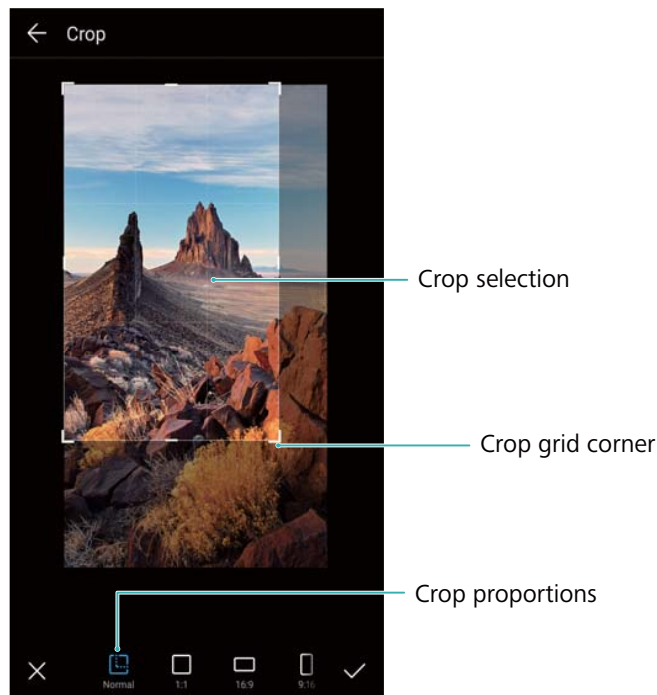 Crop
Crop selection
Crop grid corner
Crop proportions
Normal
1:1
16:9
9:16